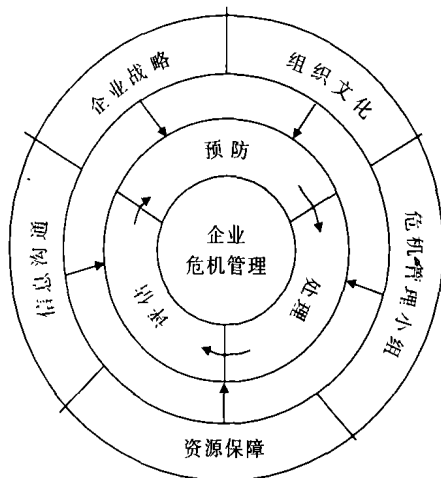 企业战略
组织文化
预防
信息沟通
企业
危机管理
危机管理小组
评估
处理
资源保障